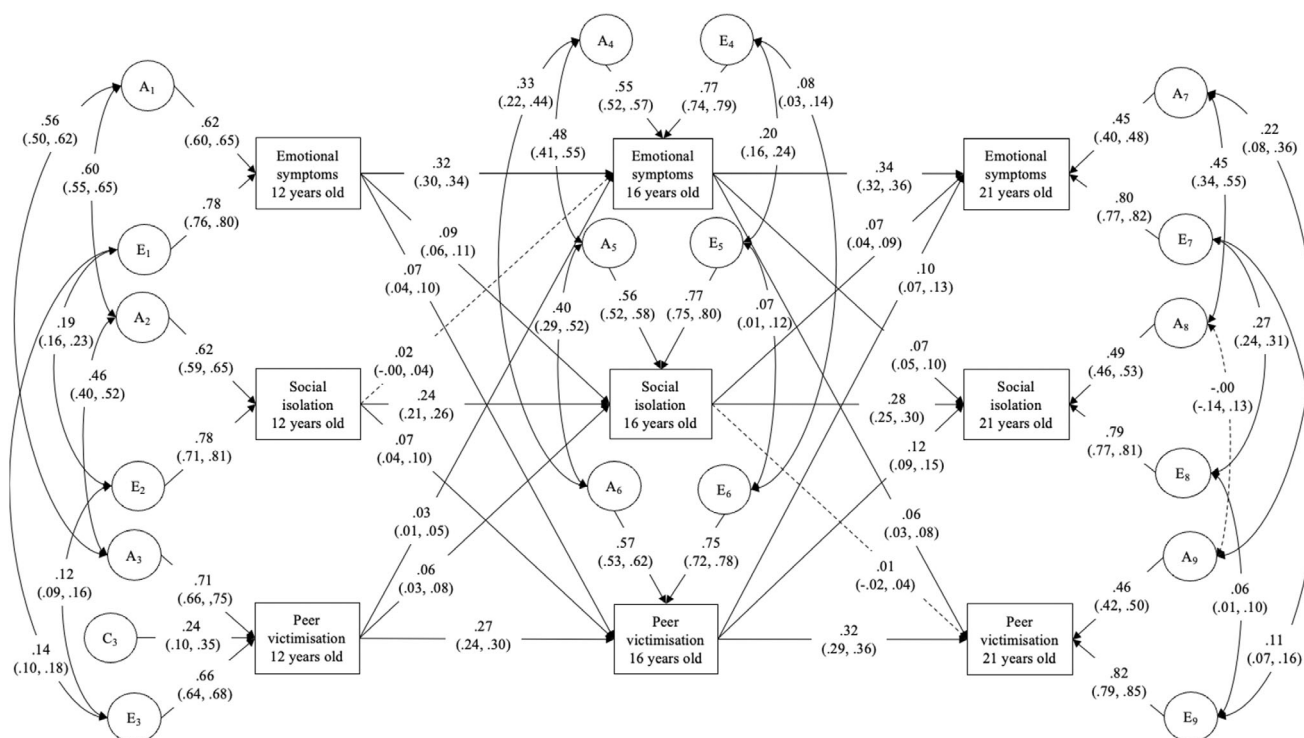 A4
E4
.33
(.22, .44)
.55
(.52, .57)
.77
(.74, .79)
.08
(.03, .14)
A1
A7
.56
(.50, .62)
.62
(.60, .65)
.48
(.41, .55)
.20
(.16, .24)
.45
(.40, .48)
.22
(.08, .36)
.60
(.55, .65)
Emotional
symptoms
12 years old
.32
(.30, .34)
Emotional
symptoms
16 years old
.34
(.32, .36)
Emotional
symptoms
21 years old
.45
(.34, .55)
.78
(.76, .80)
.80
(.77, .82)
E1
.09
(.06, .11)
A5
E5
.07
(.04, .09)
E7
.07
(.04, .10)
.10
(.07, .13)
A2
.19
(.16, .23)
.40
(.29, .52)
.56
(.52, .58)
.77
(.75, .80)
.07
(.01, .12)
A8
.27
(.24, .31)
.62
(.59, .65)
.02
(-.00, .04)
.07
(.05, .10)
.49
(.46, .53)
.46
(.40, .52)
Social
isolation
12 years old
.24
(.21, .26)
Social
isolation
16 years old
.28
(.25, .30)
Social
isolation
21 years old
-.00
(-.14, .13)
.78
(.71, .81)
.07
(.04, .10)
.12
(.09, .15)
.79
(.77, .81)
E2
A6
E6
E8
A3
.03
(.01, .05)
.57
(.53, .62)
.75
(.72, .78)
.06
(.03, .08)
A9
.12
(.09, .16)
.71
(.66, .75)
.06
(.03, .08)
.01
(-.02, .04)
.46
(.42, .50)
.06
(.01, .10)
C3
.24
(.10, .35)
Peer
victimisation
12 years old
.27
(.24, .30)
Peer
victimisation
16 years old
.32
(.29, .36)
Peer
victimisation
21 years old
.14
(.10, .18)
.66
(.64, .68)
.82
(.79, .85)
.11
(.07, .16)
E3
E9